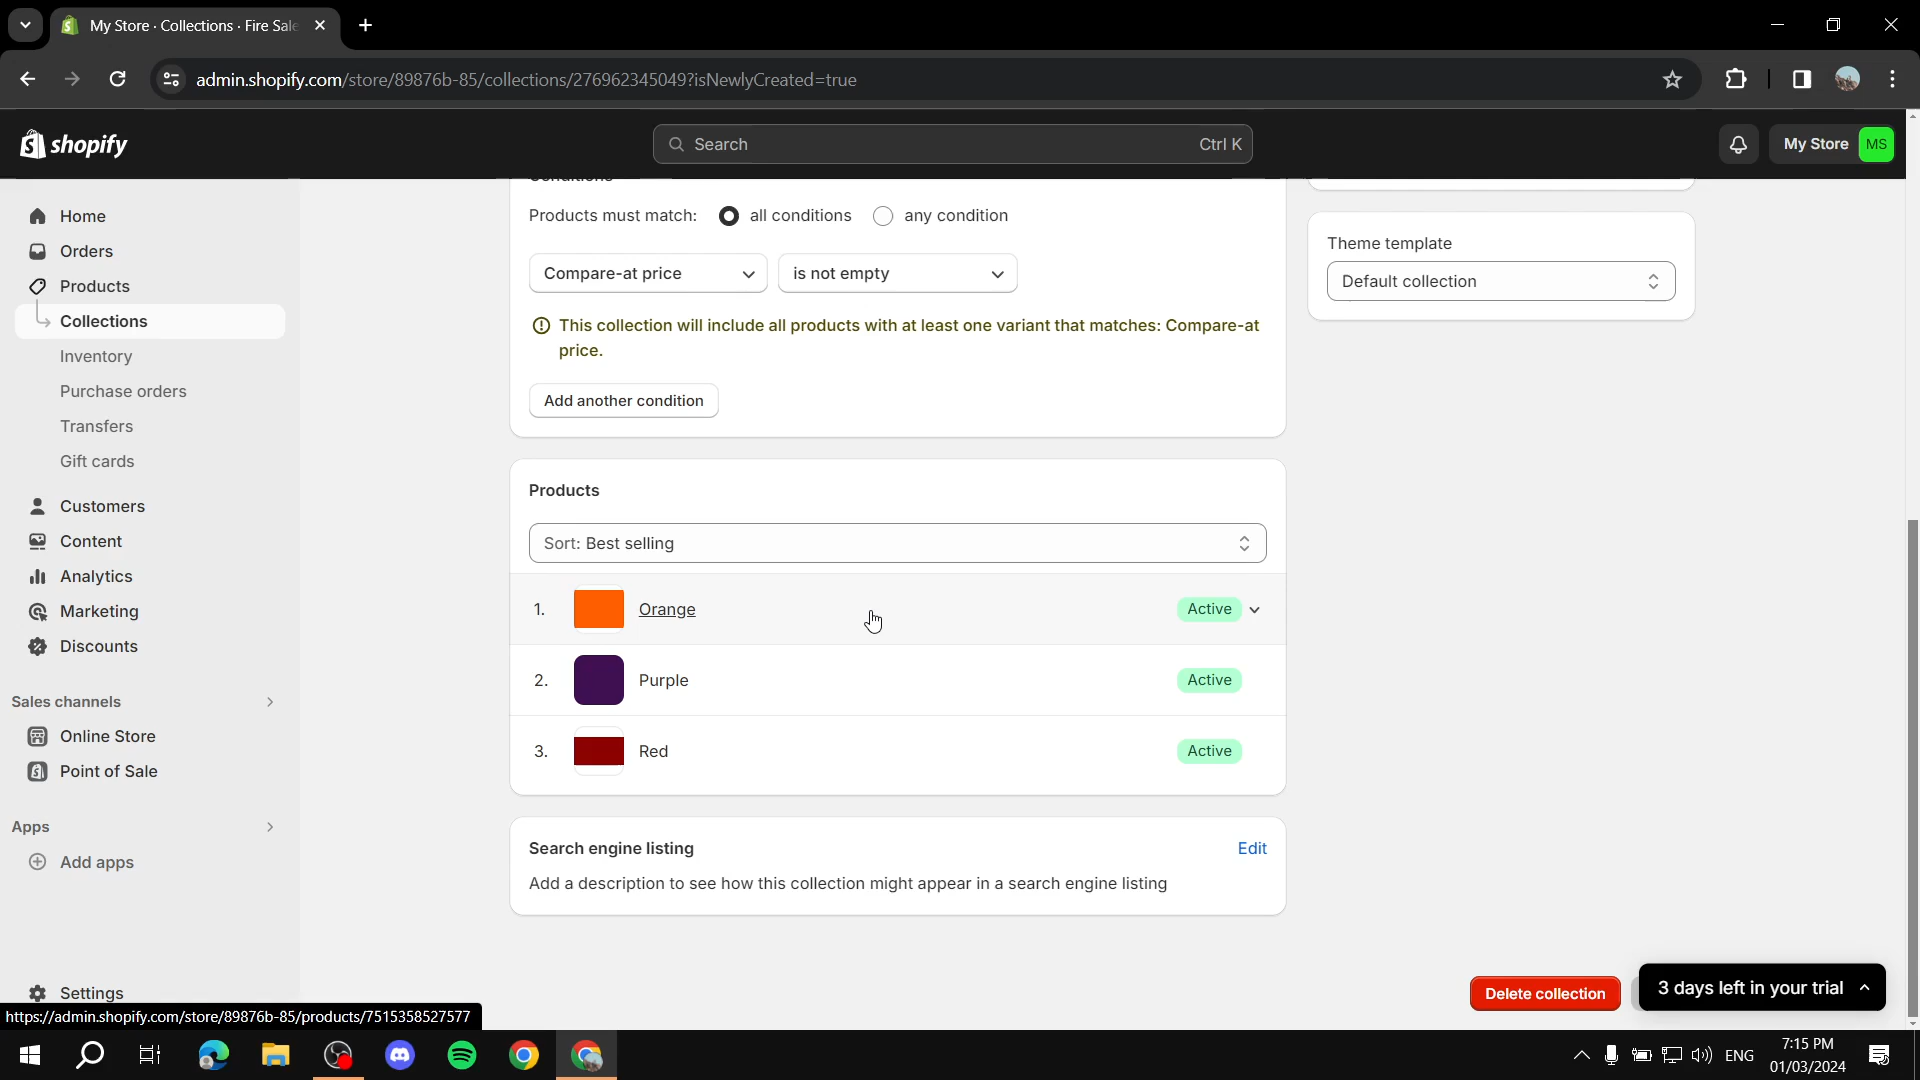 My Store · Collections · Fire Sale
admin.shopify.com/store/89876b-85/collections/276962345049?isNewlyCreated=true
shopify
Search
Ctrl K
My Store
MS
Home
Orders
Products
Collections
Inventory
Purchase orders
Transfers
Gift cards
Customers
Content
Analytics
Marketing
Discounts
Sales channels
Online Store
Point of Sale
Apps
Add apps
Settings
Conditions
Products must match: all conditions any condition
Compare-at price is not empty
This collection will include all products with at least one variant that matches: Compare-at
price.
Add another condition
Products
Sort: Best selling
1. Orange Active
2. Purple Active
3. Red Active
Search engine listing Edit
Add a description to see how this collection might appear in a search engine listing
Theme template
Default collection
Delete collection
3 days left in your trial
https://admin.shopify.com/store/89876b-85/products/7515358527577
ENG
7:15 PM
01/03/2024